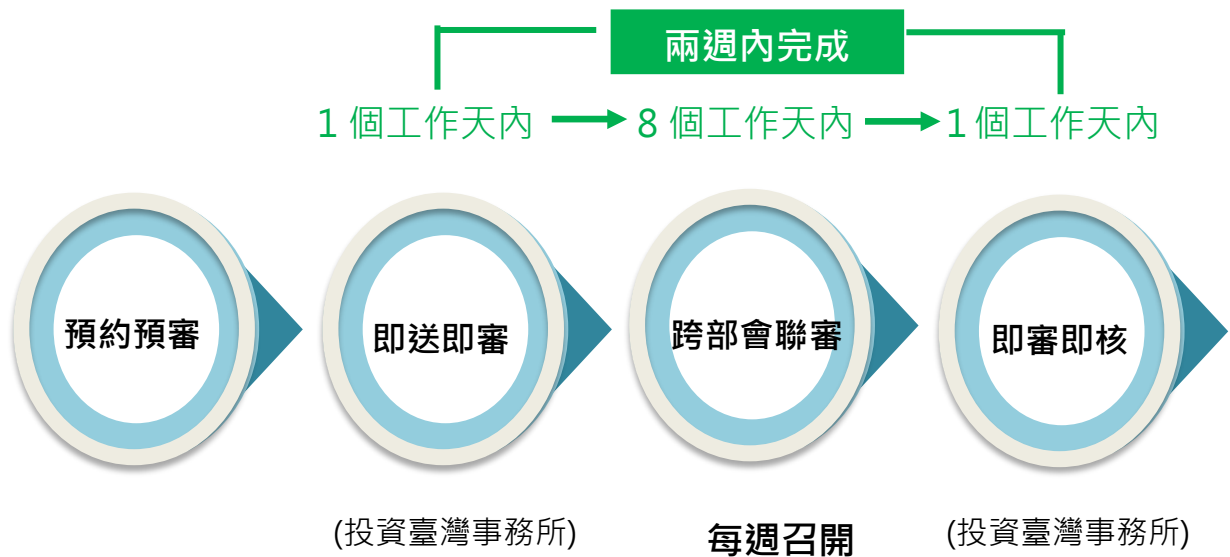 兩週內完成
1 個工作天內
8 個工作天內
1 個工作天內
預約預審
即送即審
跨部會聯審
即審即核
(投資臺灣事務所)
每週召開
(投資臺灣事務所)